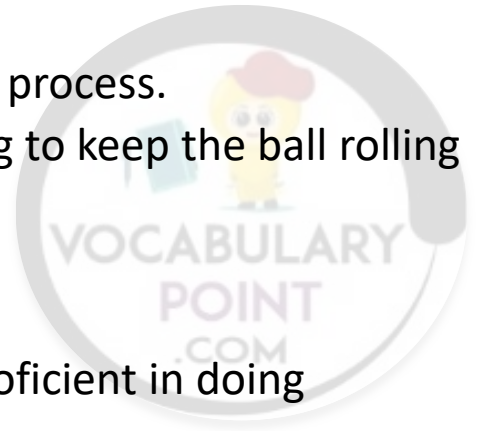 process.
g to keep the ball rolling
VOCABULARY
POINT
.COM
oficient in doing